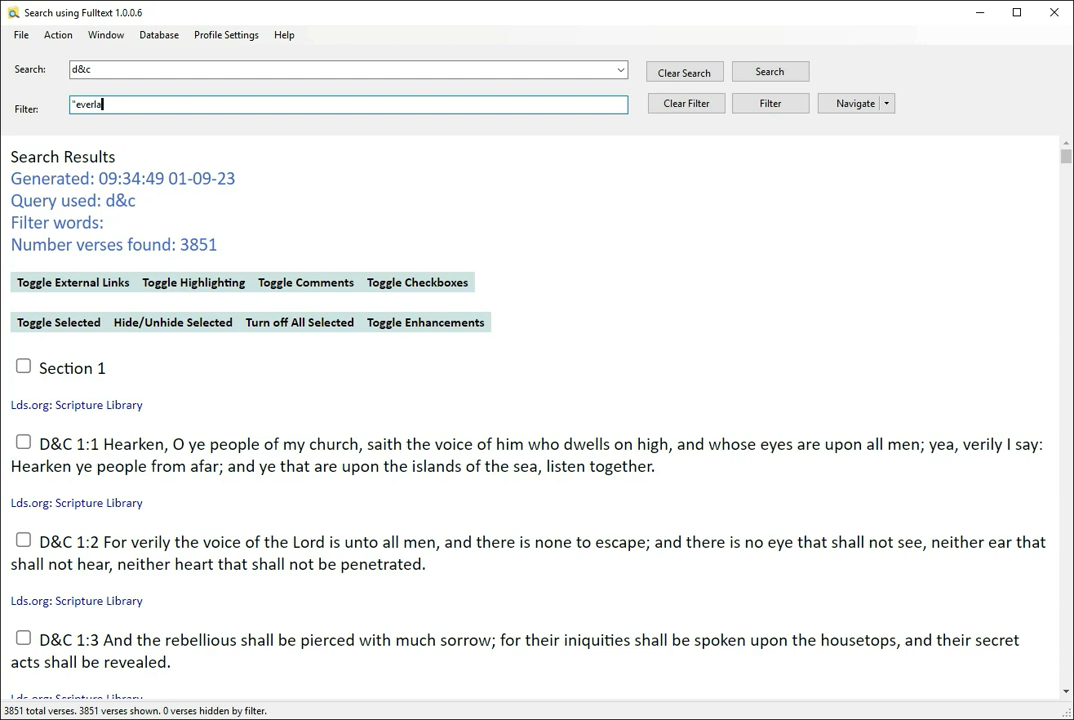 Search using Fulltext 1.0.0.6
File Action Window Database Profile Settings Help
Search: d&c Clear Search Search
Filter: "everla Clear Filter Filter Navigate
Search Results
Generated: 09:34:49 01-09-23
Query used: d&c
Filter words:
Number verses found: 3851
Toggle External Links Toggle Highlighting Toggle Comments Toggle Checkboxes
Toggle Selected Hide/Unhide Selected Turn off All Selected Toggle Enhancements
Section 1
Lds.org: Scripture Library
D&C 1:1 Hearken, O ye people of my church, saith the voice of him who dwells on high, and whose eyes are upon all men; yea, verily I say:
Hearken ye people from afar; and ye that are upon the islands of the sea, listen together.
Lds.org: Scripture Library
D&C 1:2 For verily the voice of the Lord is unto all men, and there is none to escape; and there is no eye that shall not see, neither ear that
shall not hear, neither heart that shall not be penetrated.
Lds.org: Scripture Library
D&C 1:3 And the rebellious shall be pierced with much sorrow; for their iniquities shall be spoken upon the housetops, and their secret
acts shall be revealed.
Lds.org: Scripture Library
3851 total verses. 3851 verses shown. 0 verses hidden by filter.